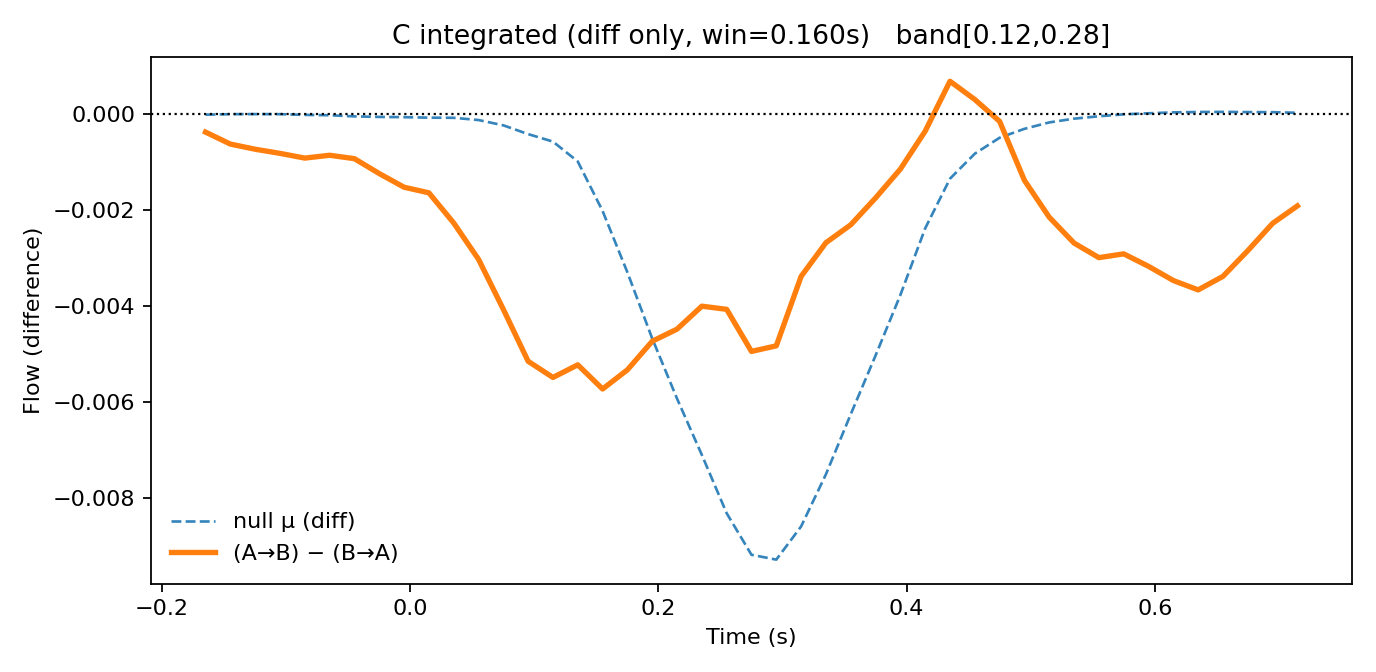 C integrated (diff only, win=0.160s)   band[0.12,0.28]
Flow (difference)
0.000
−0.002
−0.004
−0.006
−0.008
null µ (diff)
(A→B) − (B→A)
−0.2
0.0
0.2
0.4
0.6
Time (s)